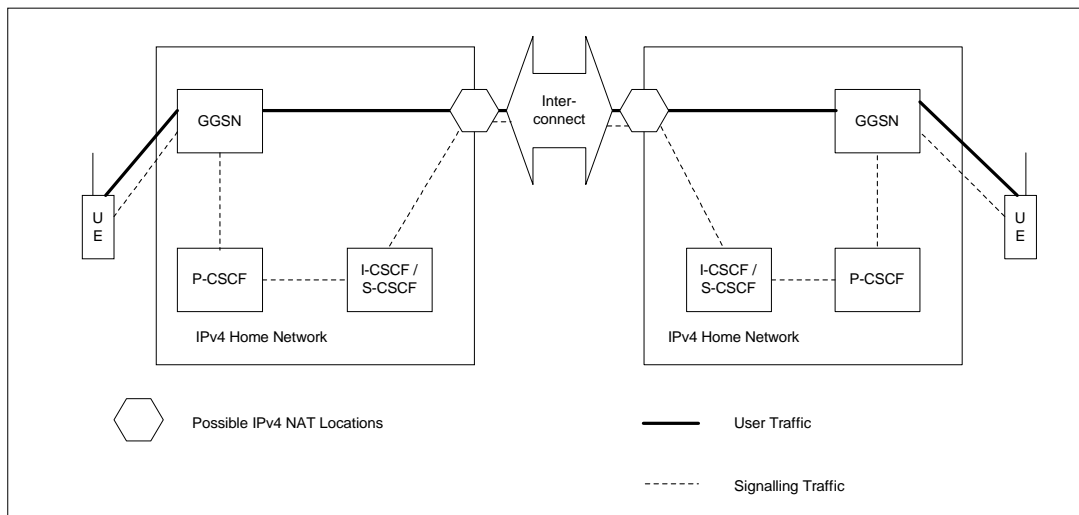 Inter-
connect
GGSN
GGSN
U
E
U
E
P-CSCF
I-CSCF /
S-CSCF
I-CSCF /
S-CSCF
P-CSCF
IPv4 Home Network
IPv4 Home Network
Possible IPv4 NAT Locations
User Traffic
Signalling Traffic